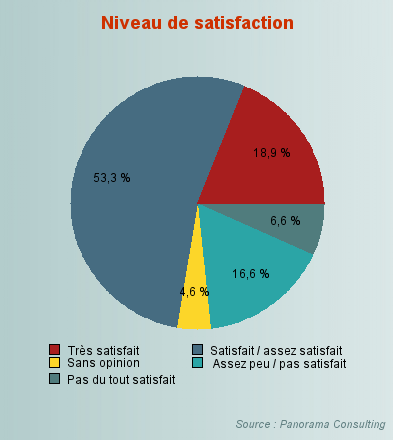 Niveau de satisfaction
53,3 %
18,9 %
6,6 %
16,6 %
4,6 %
Très satisfait
Satisfait / assez satisfait
Sans opinion
Assez peu / pas satisfait
Pas du tout satisfait
Source : Panorama Consulting